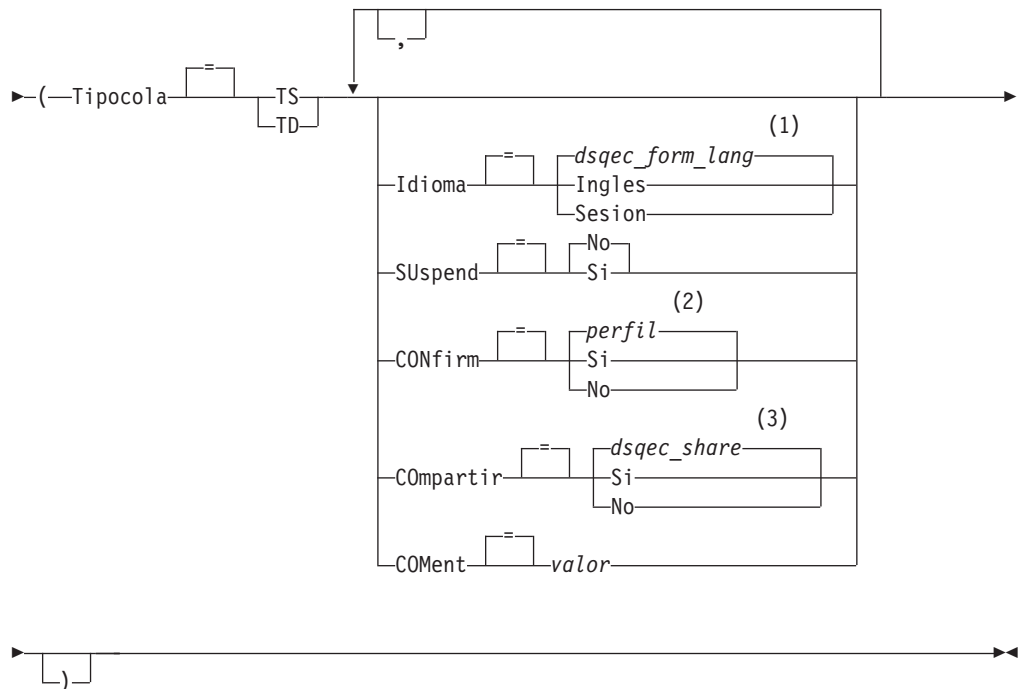 ,
( Tipocola = TS
TD
(1)
Idioma = dsqec_form_lang
Ingles
Sesion
SUspend = No
Si
(2)
CONfirm = perfil
Si
No
(3)
COmpartir = dsqec_share
Si
No
COMent = valor
)